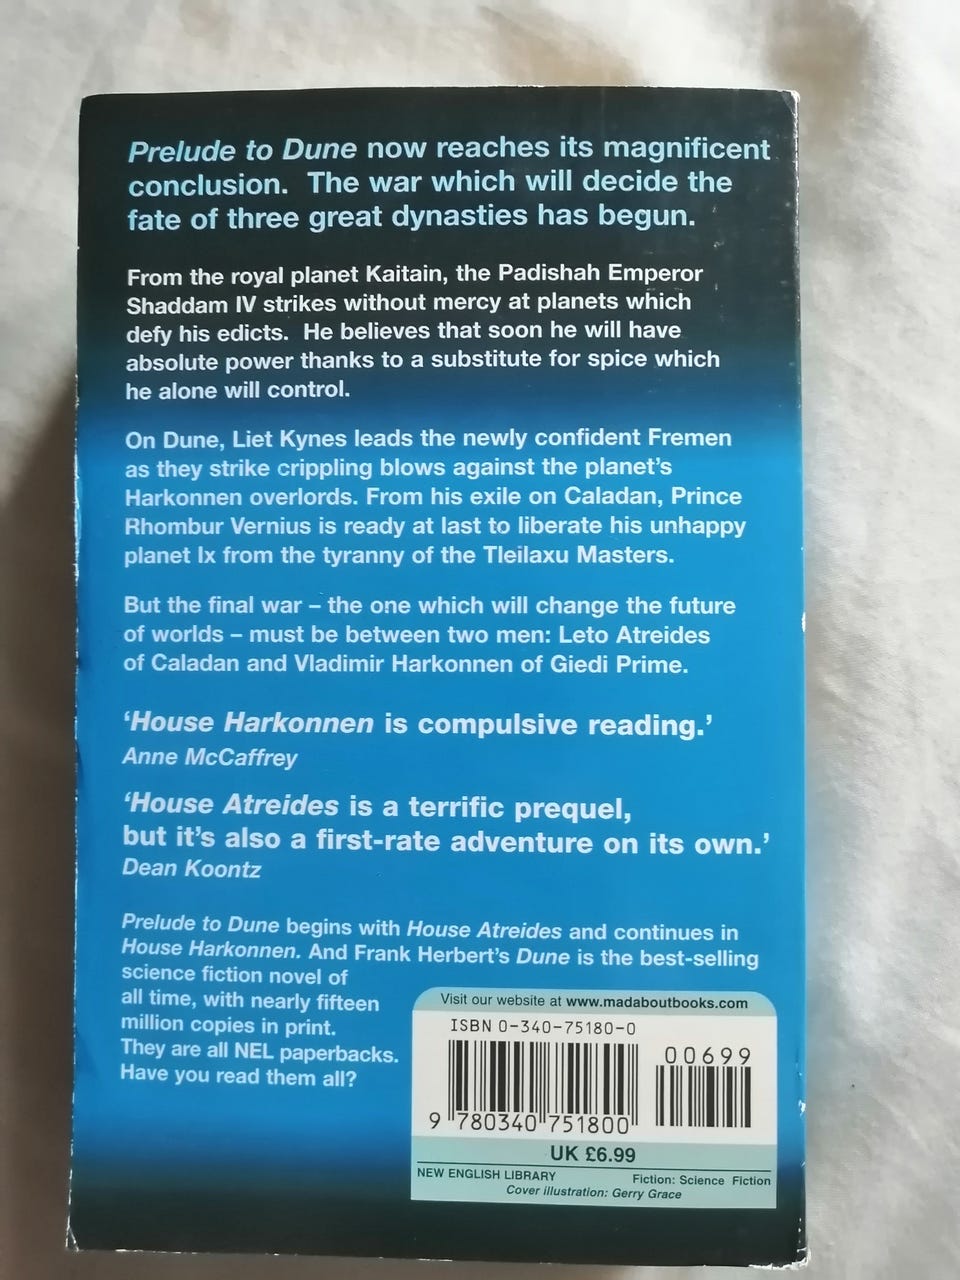 Prelude to Dune now reaches its magnificent
conclusion. The war which will decide the
fate of three great dynasties has begun.
From the royal planet Kaitain, the Padishah Emperor
Shaddam IV strikes without mercy at planets which
defy his edicts. He believes that soon he will have
absolute power thanks to a substitute for spice which
he alone will control.
On Dune, Liet Kynes leads the newly confident Fremen
as they strike crippling blows against the planet's
Harkonnen overlords. From his exile on Caladan, Prince
Rhombur Vernius is ready at last to liberate his unhappy
planet Ix from the tyranny of the Tleilaxu Masters.
But the final war – the one which will change the future
of worlds – must be between two men: Leto Atreides
of Caladan and Vladimir Harkonnen of Giedi Prime.
‘House Harkonnen is compulsive reading.’
Anne McCaffrey
‘House Atreides is a terrific prequel,
but it’s also a first-rate adventure on its own.’
Dean Koontz
Prelude to Dune begins with House Atreides and continues in
House Harkonnen. And Frank Herbert’s Dune is the best-selling
science fiction novel of
all time, with nearly fifteen
million copies in print.
They are all NEL paperbacks.
Have you read them all?
Visit our website at www.madaboutbooks.com
ISBN 0-340-75180-0
00699
9 780340 751800
UK £6.99
NEW ENGLISH LIBRARY
Fiction: Science Fiction
Cover illustration: Gerry Grace